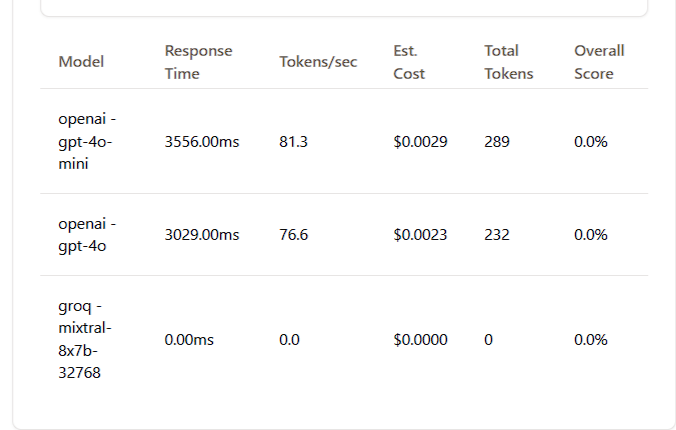 Model
Response
Time
Tokens/sec
Est.
Cost
Total
Tokens
Overall
Score
openai -
gpt-4o-
mini
3556.00ms
81.3
$0.0029
289
0.0%
openai -
gpt-4o
3029.00ms
76.6
$0.0023
232
0.0%
groq -
mixtral-
8x7b-
32768
0.00ms
0.0
$0.0000
0
0.0%